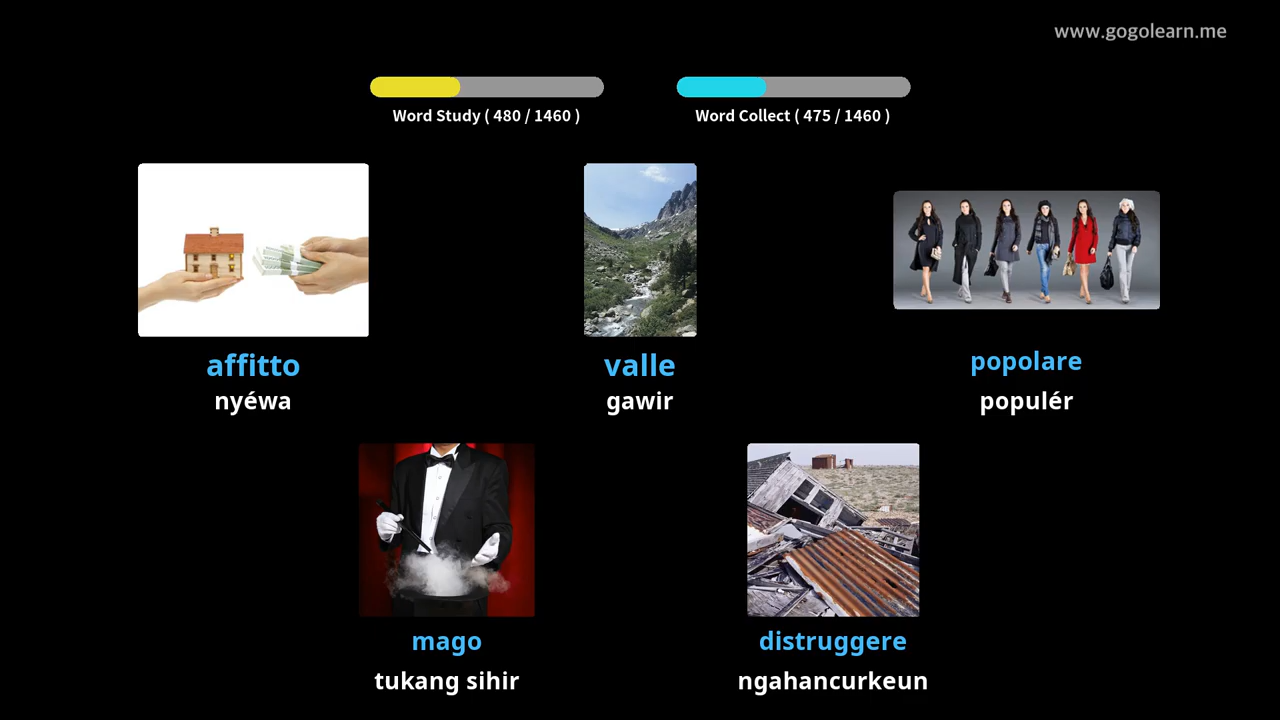 www.gogolearn.me
Word Study ( 480 / 1460 )
Word Collect ( 475 / 1460 )
affitto
nyéwa
valle
gawir
popolare
populér
mago
tukang sihir
distruggere
ngahancurkeun